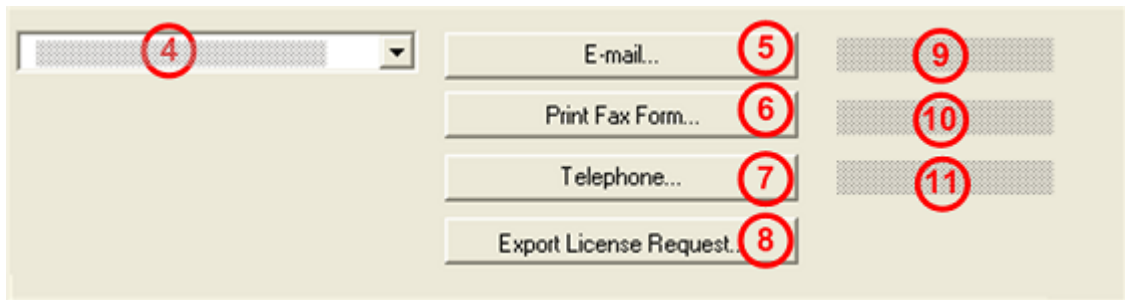 4 E-mail... 5 9
Print Fax Form... 6 10
Telephone... 7 11
Export License Request... 8